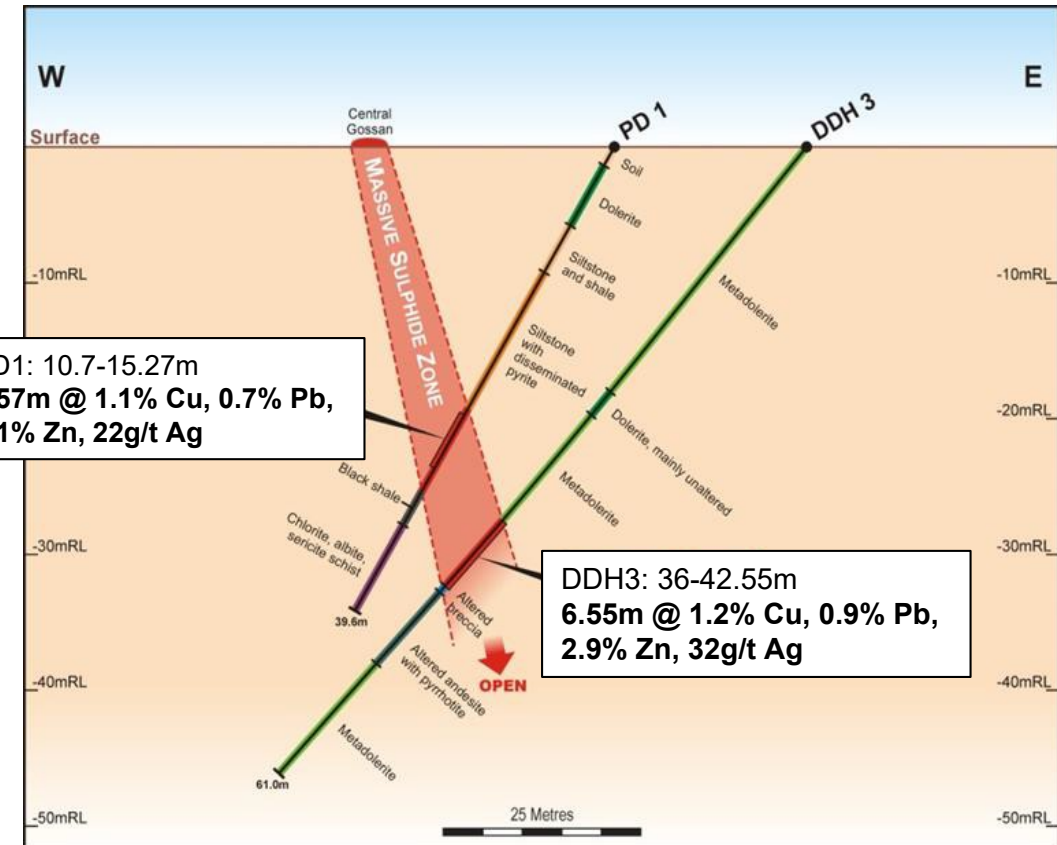 W
E
Central
Gossan
PD 1
DDH 3
Surface
MASSIVE SULPHIDE ZONE
Soil
Dolerite
Siltstone
and shale
-10mRL
-10mRL
Metadolerite
Siltstone
with
disseminated
pyrite
D1: 10.7-15.27m
57m @ 1.1% Cu, 0.7% Pb,
1% Zn, 22g/t Ag
-20mRL
Dolerite, mainly unaltered
Black shale
Metadolerite
Chlorite, albite,
sericite schist
-30mRL
-30mRL
DDH3: 36-42.55m
6.55m @ 1.2% Cu, 0.9% Pb,
2.9% Zn, 32g/t Ag
39.6m
Altered
breccia
OPEN
Altered andesite
with pyrrhotite
-40mRL
-40mRL
Metadolerite
61.0m
25 Metres
-50mRL
-50mRL